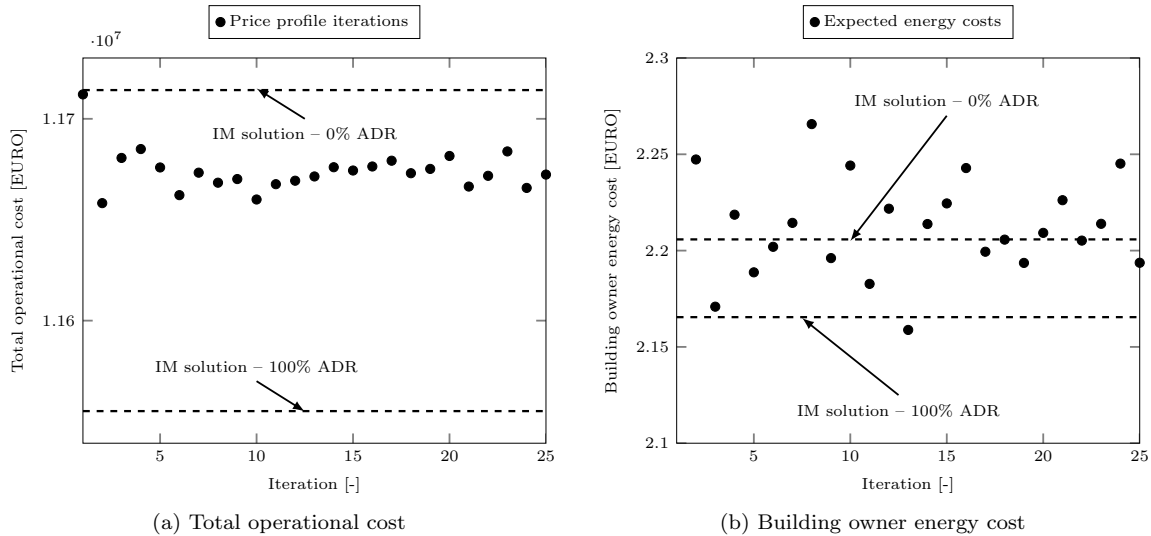 Price profile iterations
·10⁷
1.17
1.16
Total operational cost [EURO]
IM solution – 0% ADR
IM solution – 100% ADR
5 10 15 20 25
Iteration [-]
(a) Total operational cost
Expected energy costs
2.3
2.25
2.2
2.15
2.1
Building owner energy cost [EURO]
IM solution – 0% ADR
IM solution – 100% ADR
5 10 15 20 25
Iteration [-]
(b) Building owner energy cost